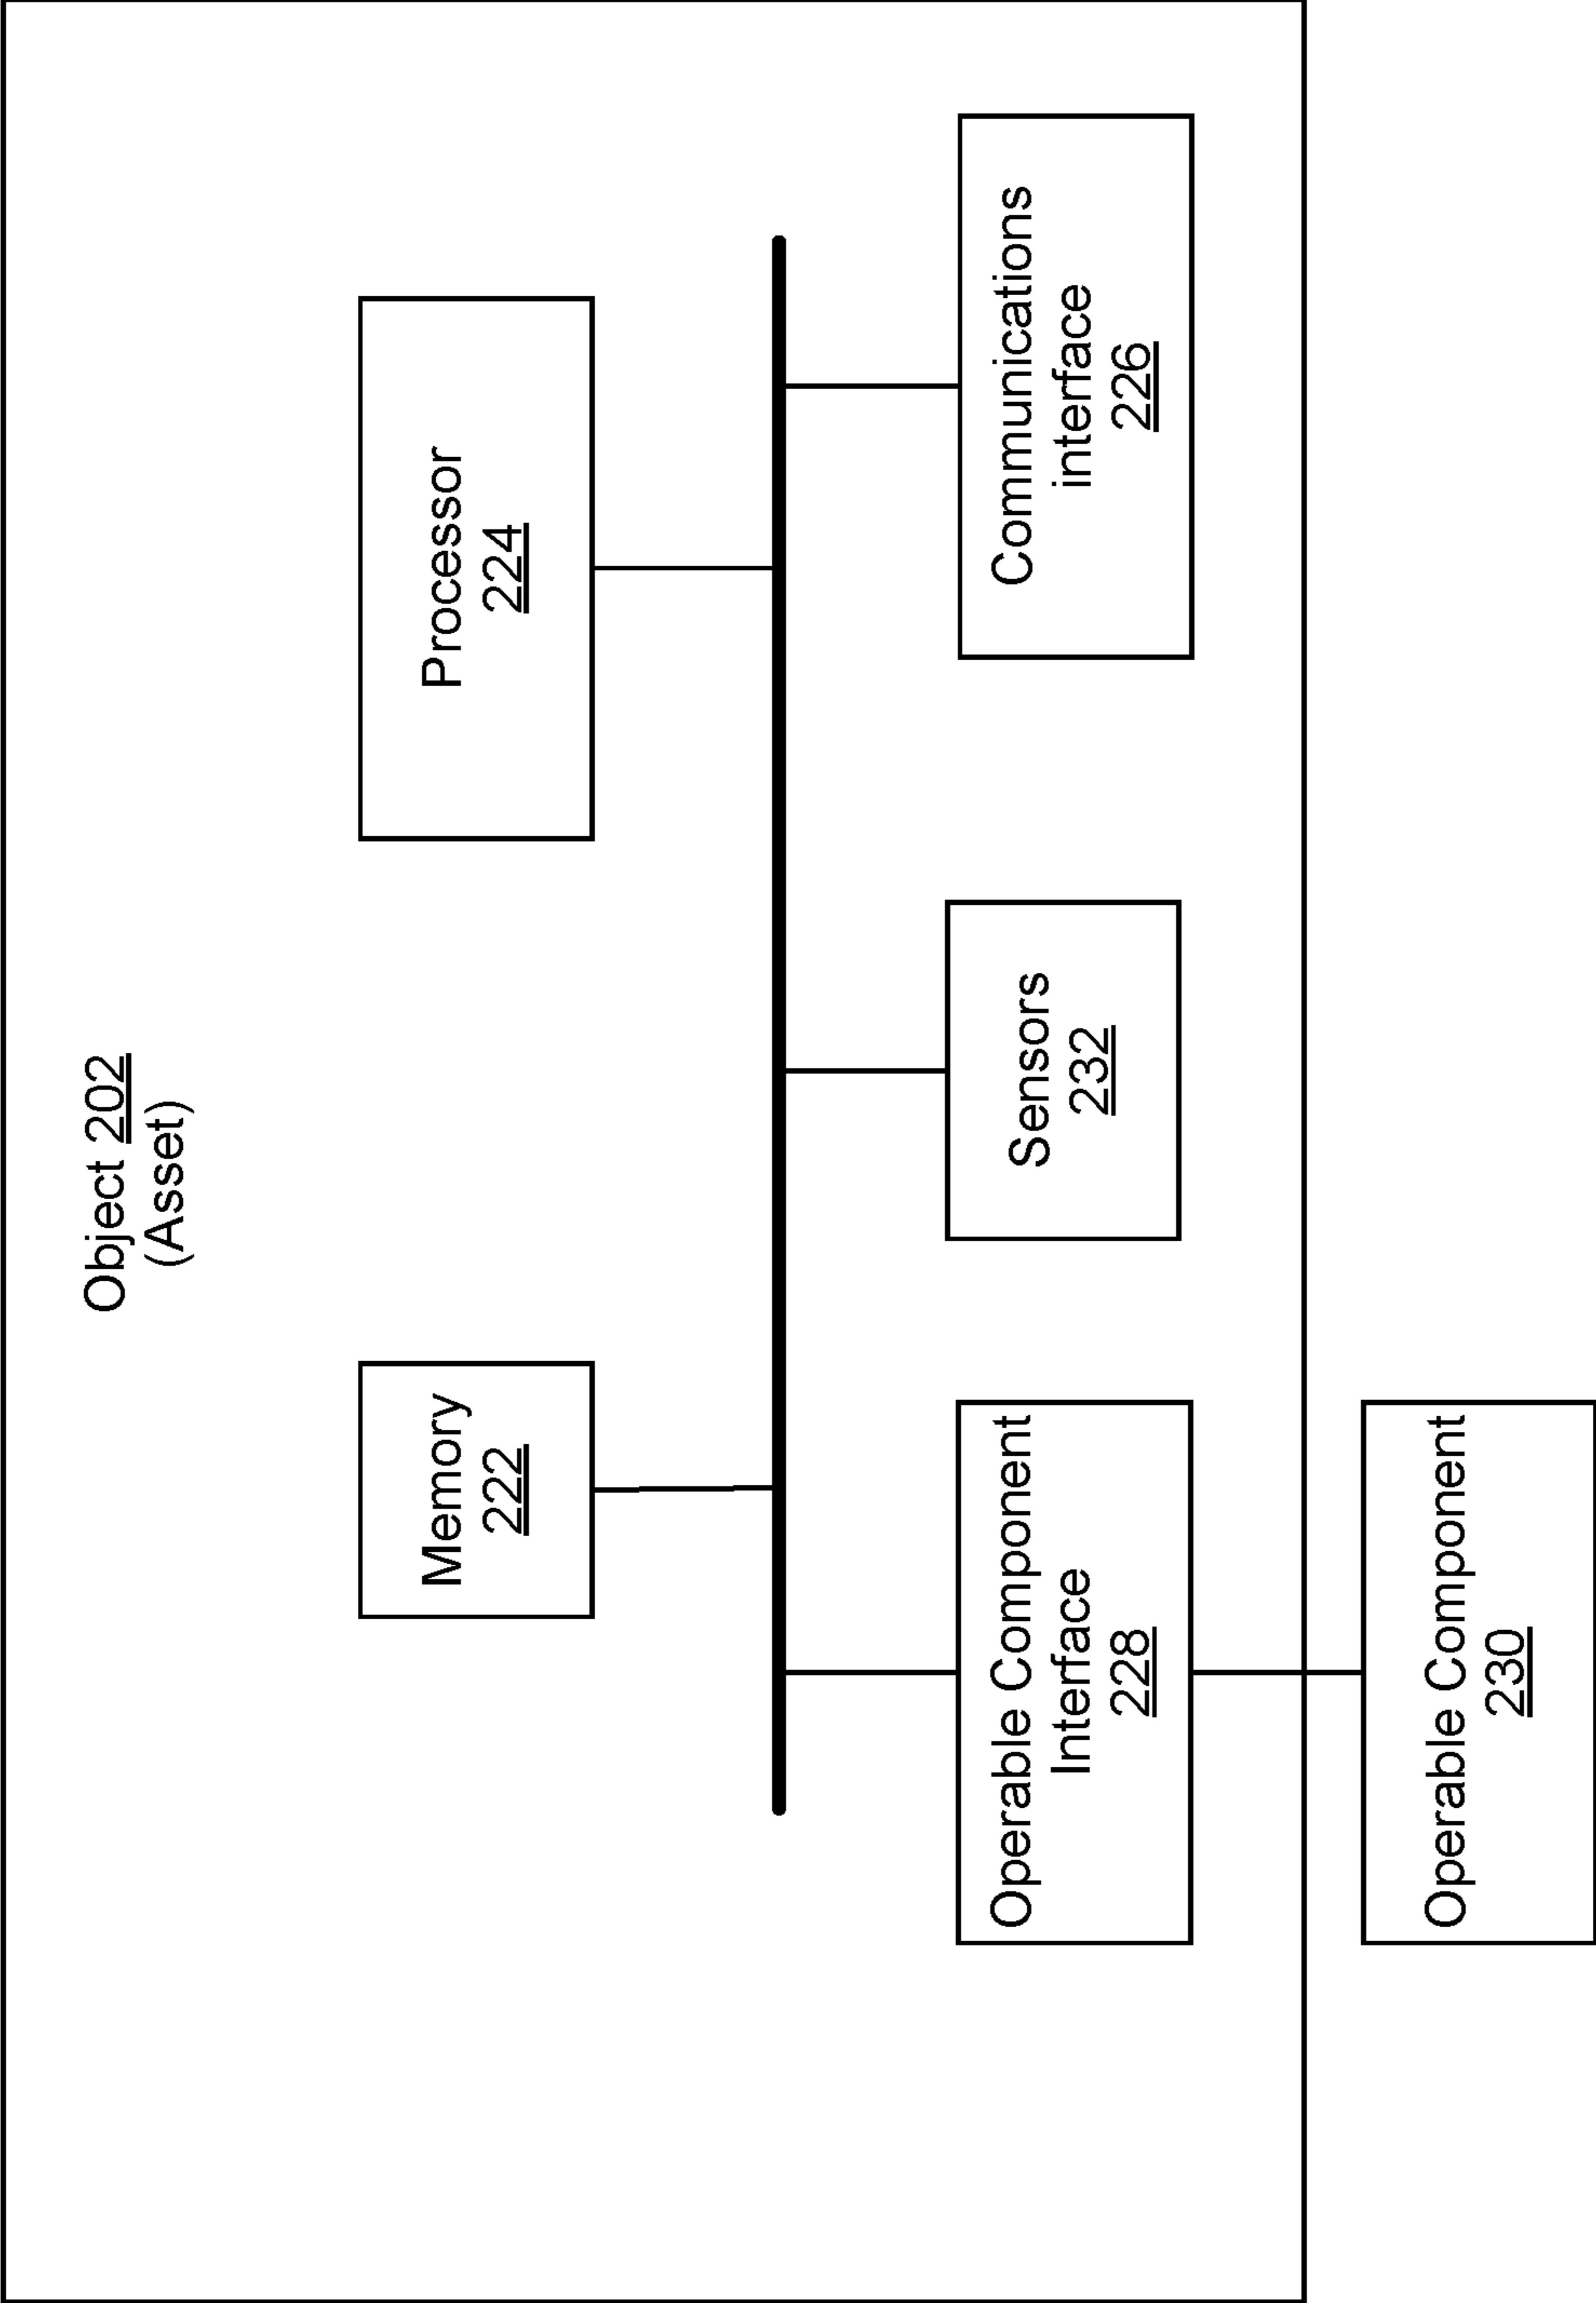 Object 202
(Asset)
Memory
222
Processor
224
Operable Component
Interface
228
Sensors
232
Communications
interface
226
Operable Component
230